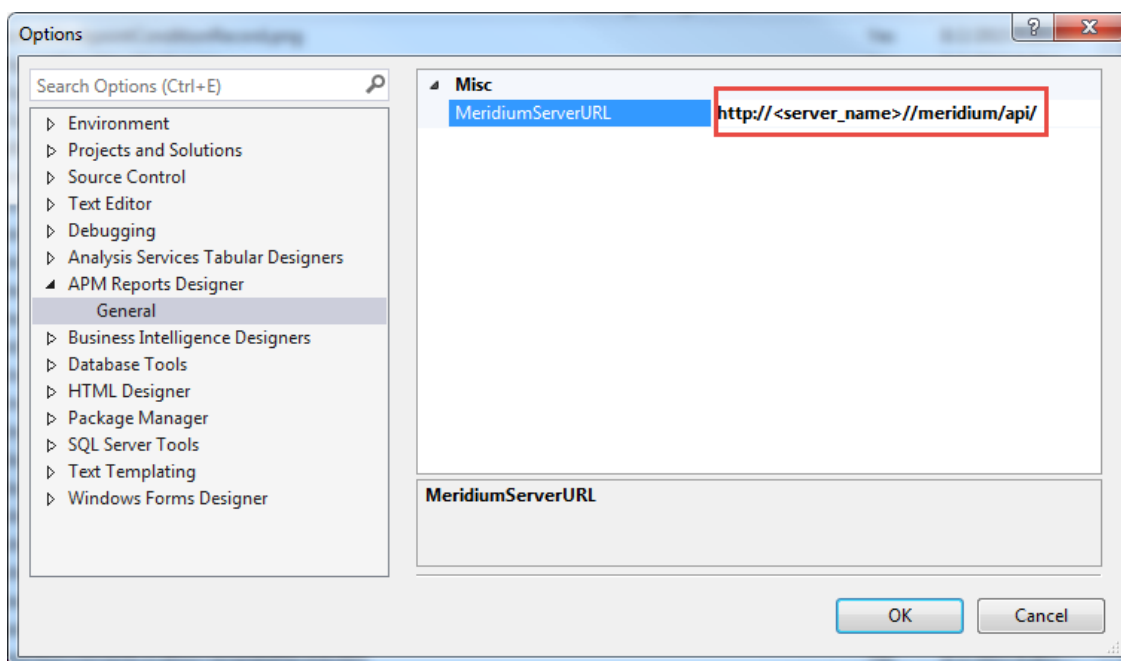 Options
Search Options (Ctrl+E)
Environment
Projects and Solutions
Source Control
Text Editor
Debugging
Analysis Services Tabular Designers
APM Reports Designer
General
Business Intelligence Designers
Database Tools
HTML Designer
Package Manager
SQL Server Tools
Text Templating
Windows Forms Designer
Misc
MeridiumServerURL http://<server_name>//meridium/api/
MeridiumServerURL
OK Cancel